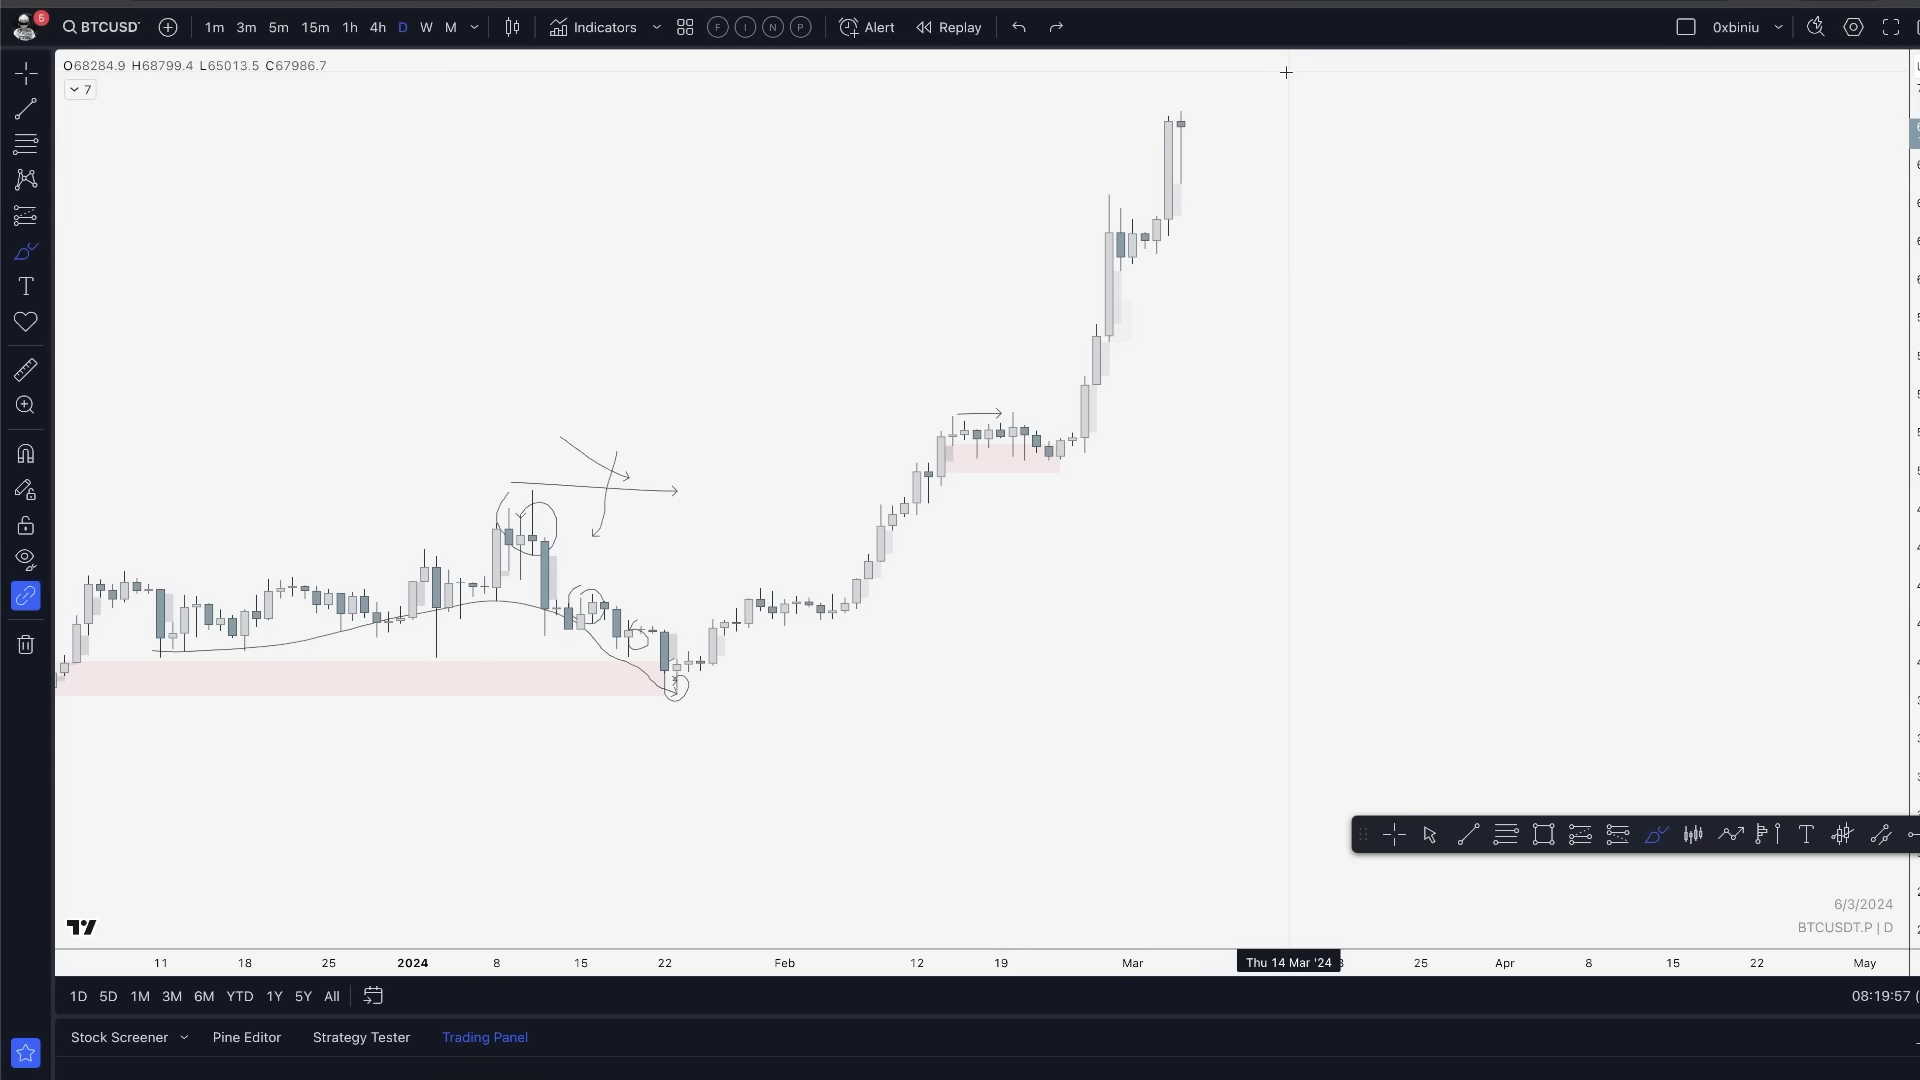 5
BTCUSDT
1m 3m 5m 15m 1h 4h D W M
Indicators
F I N P
Alert
Replay
0xbiniu
O68284.9 H68799.4 L65013.5 C67986.7
7
6/3/2024
BTCUSDT.P | D
11 18 25 2024 8 15 22 Feb 12 19 Mar Thu 14 Mar '24 25 Apr 8 15 22 May
1D 5D 1M 3M 6M YTD 1Y 5Y All
08:19:57 (
Stock Screener Pine Editor Strategy Tester Trading Panel